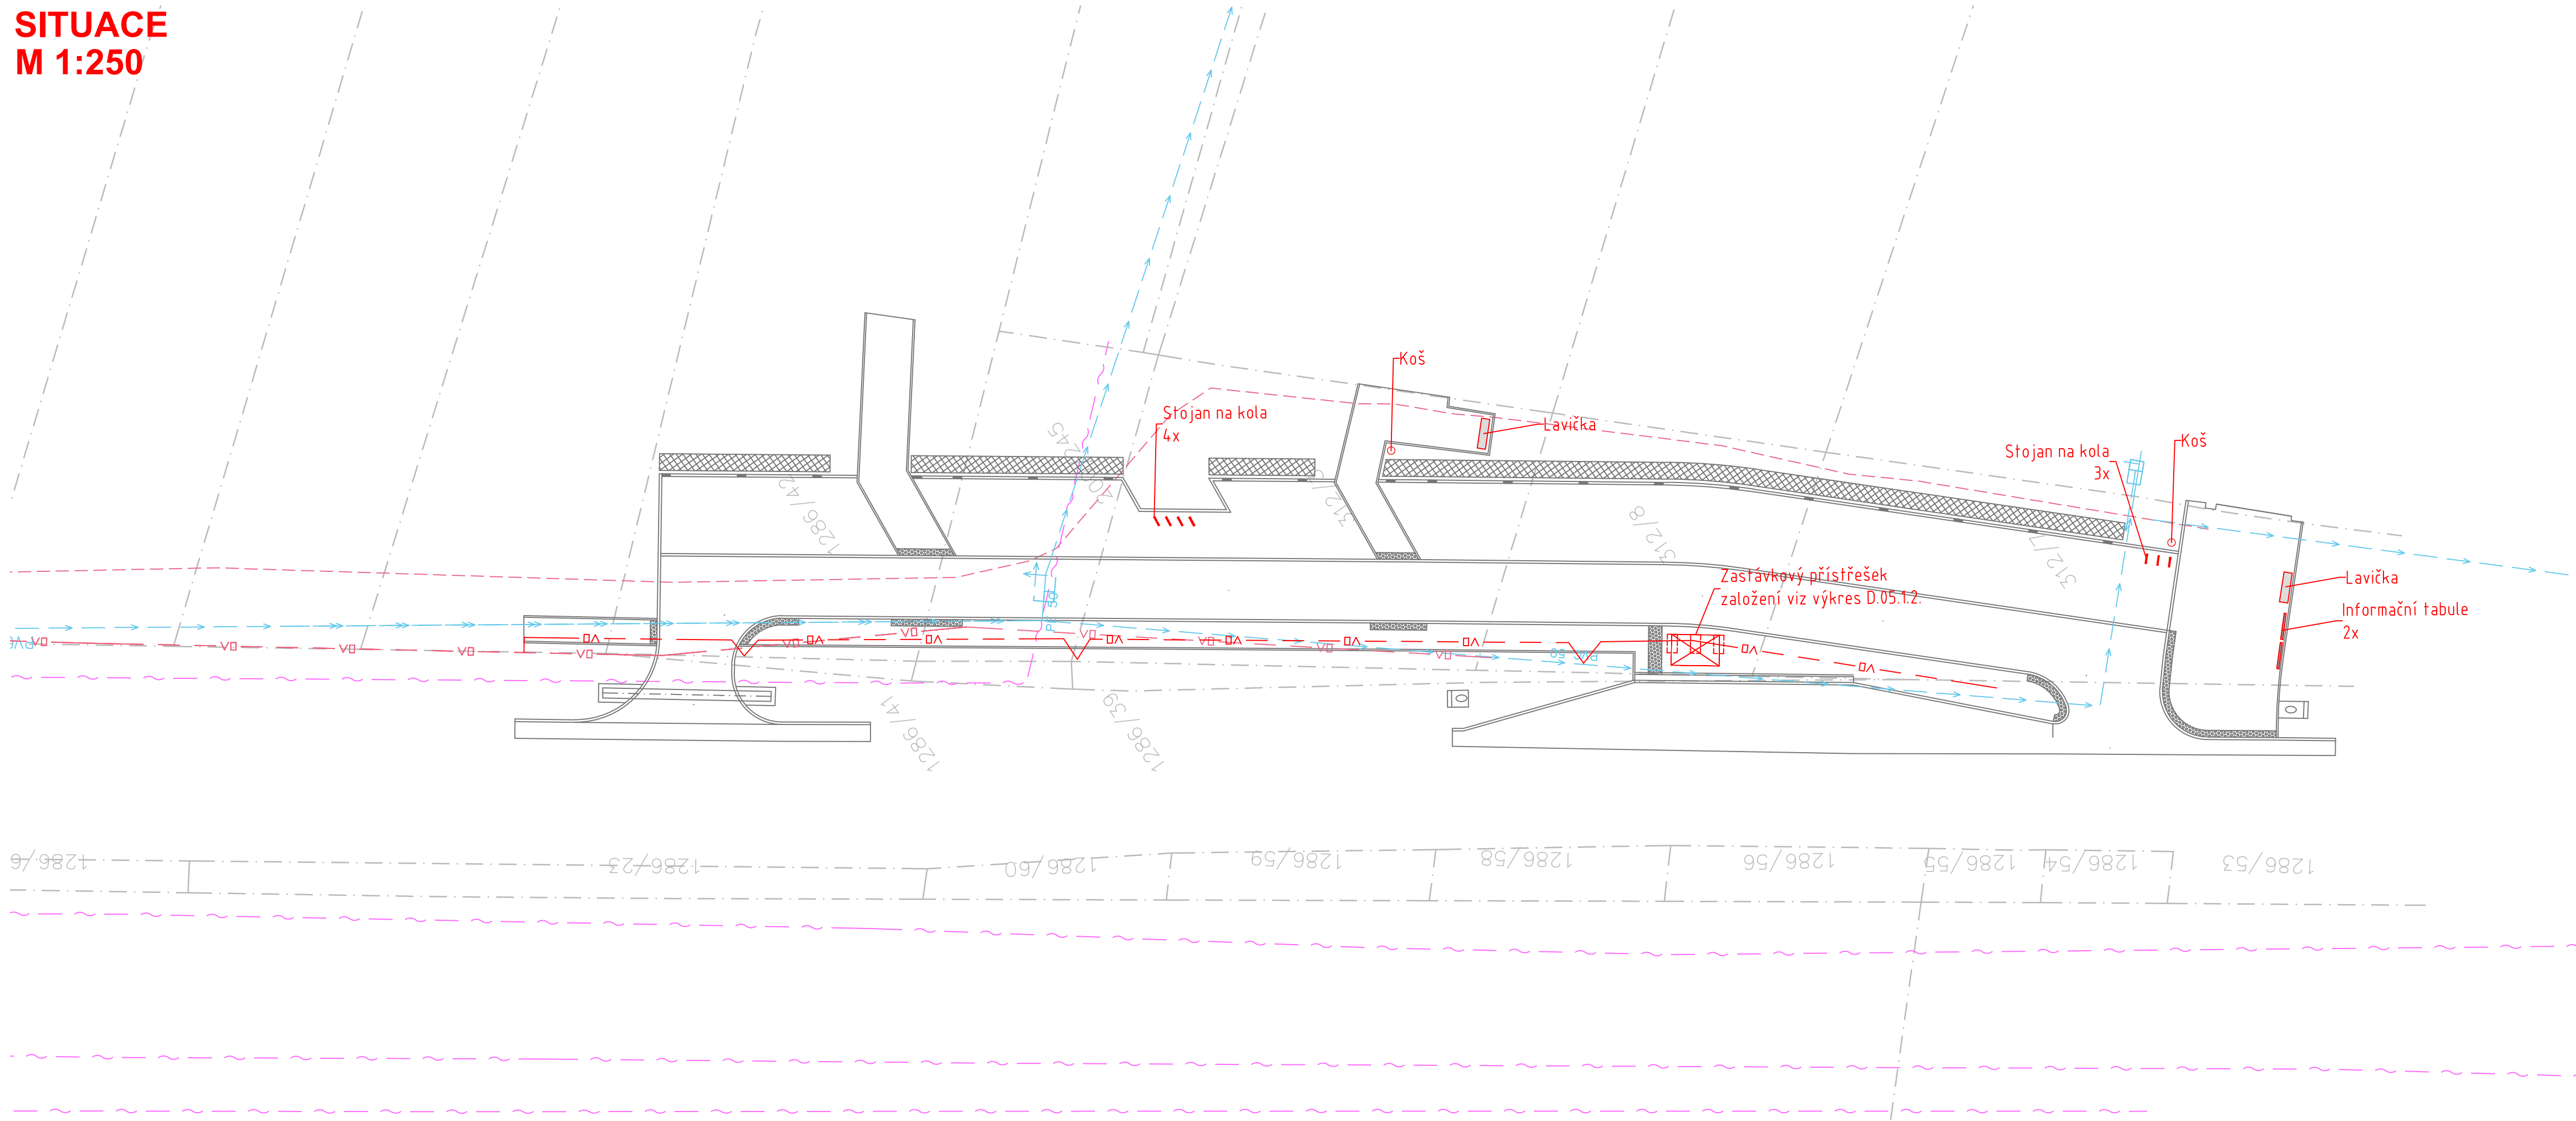 SITUACE
M 1:250
Koš
Stojan na kola
4x
Lavička
Stojan na kola
3x
Koš
Zastávkový přístřešek
založení viz výkres D.05.1.2.
Lavička
Informační tabule
2x
1286/42
312/8
312/7
1286/41
1286/39
1286/6
1286/23
1286/60
1286/59
1286/58
1286/56
1286/55
1286/54
1286/53